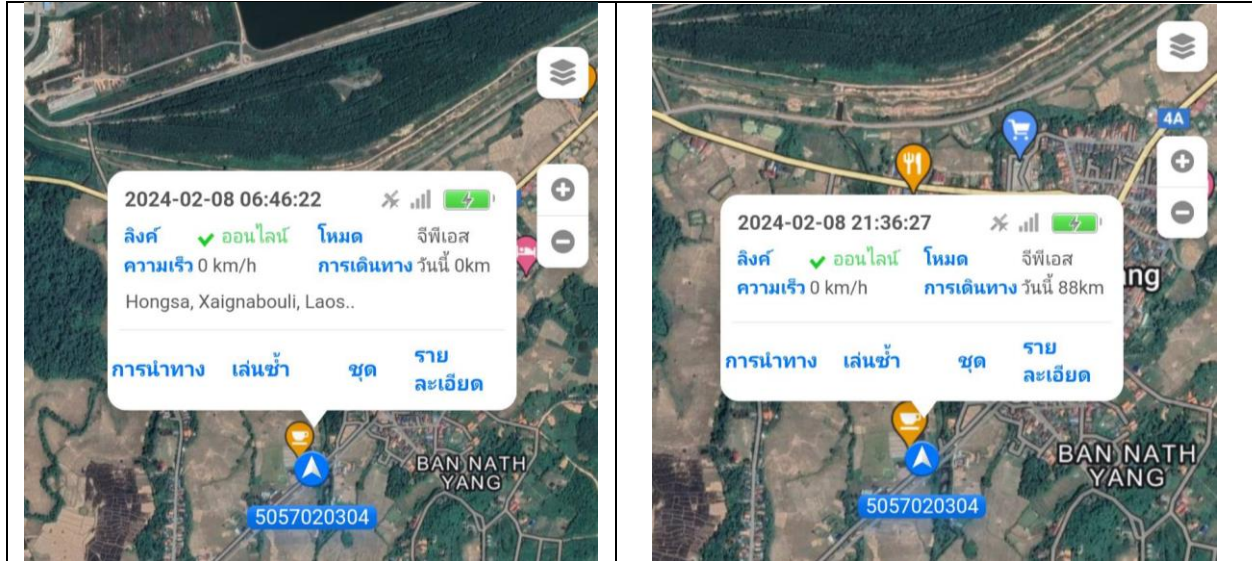 2024-02-08 06:46:22
ลิงค์ ออนไลน์ โหมด จีพีเอส
ความเร็ว 0 km/h การเดินทาง วันนี้ 0km
Hongsa, Xaignabouli, Laos..
การนำทาง เล่นซ้ำ ชุด ราย
ละเอียด
BAN NATH
YANG
5057020304
4A
2024-02-08 21:36:27
ลิงค์ ออนไลน์ โหมด จีพีเอส
ความเร็ว 0 km/h การเดินทาง วันนี้ 88km
ng
การนำทาง เล่นซ้ำ ชุด ราย
ละเอียด
BAN NATH
YANG
5057020304